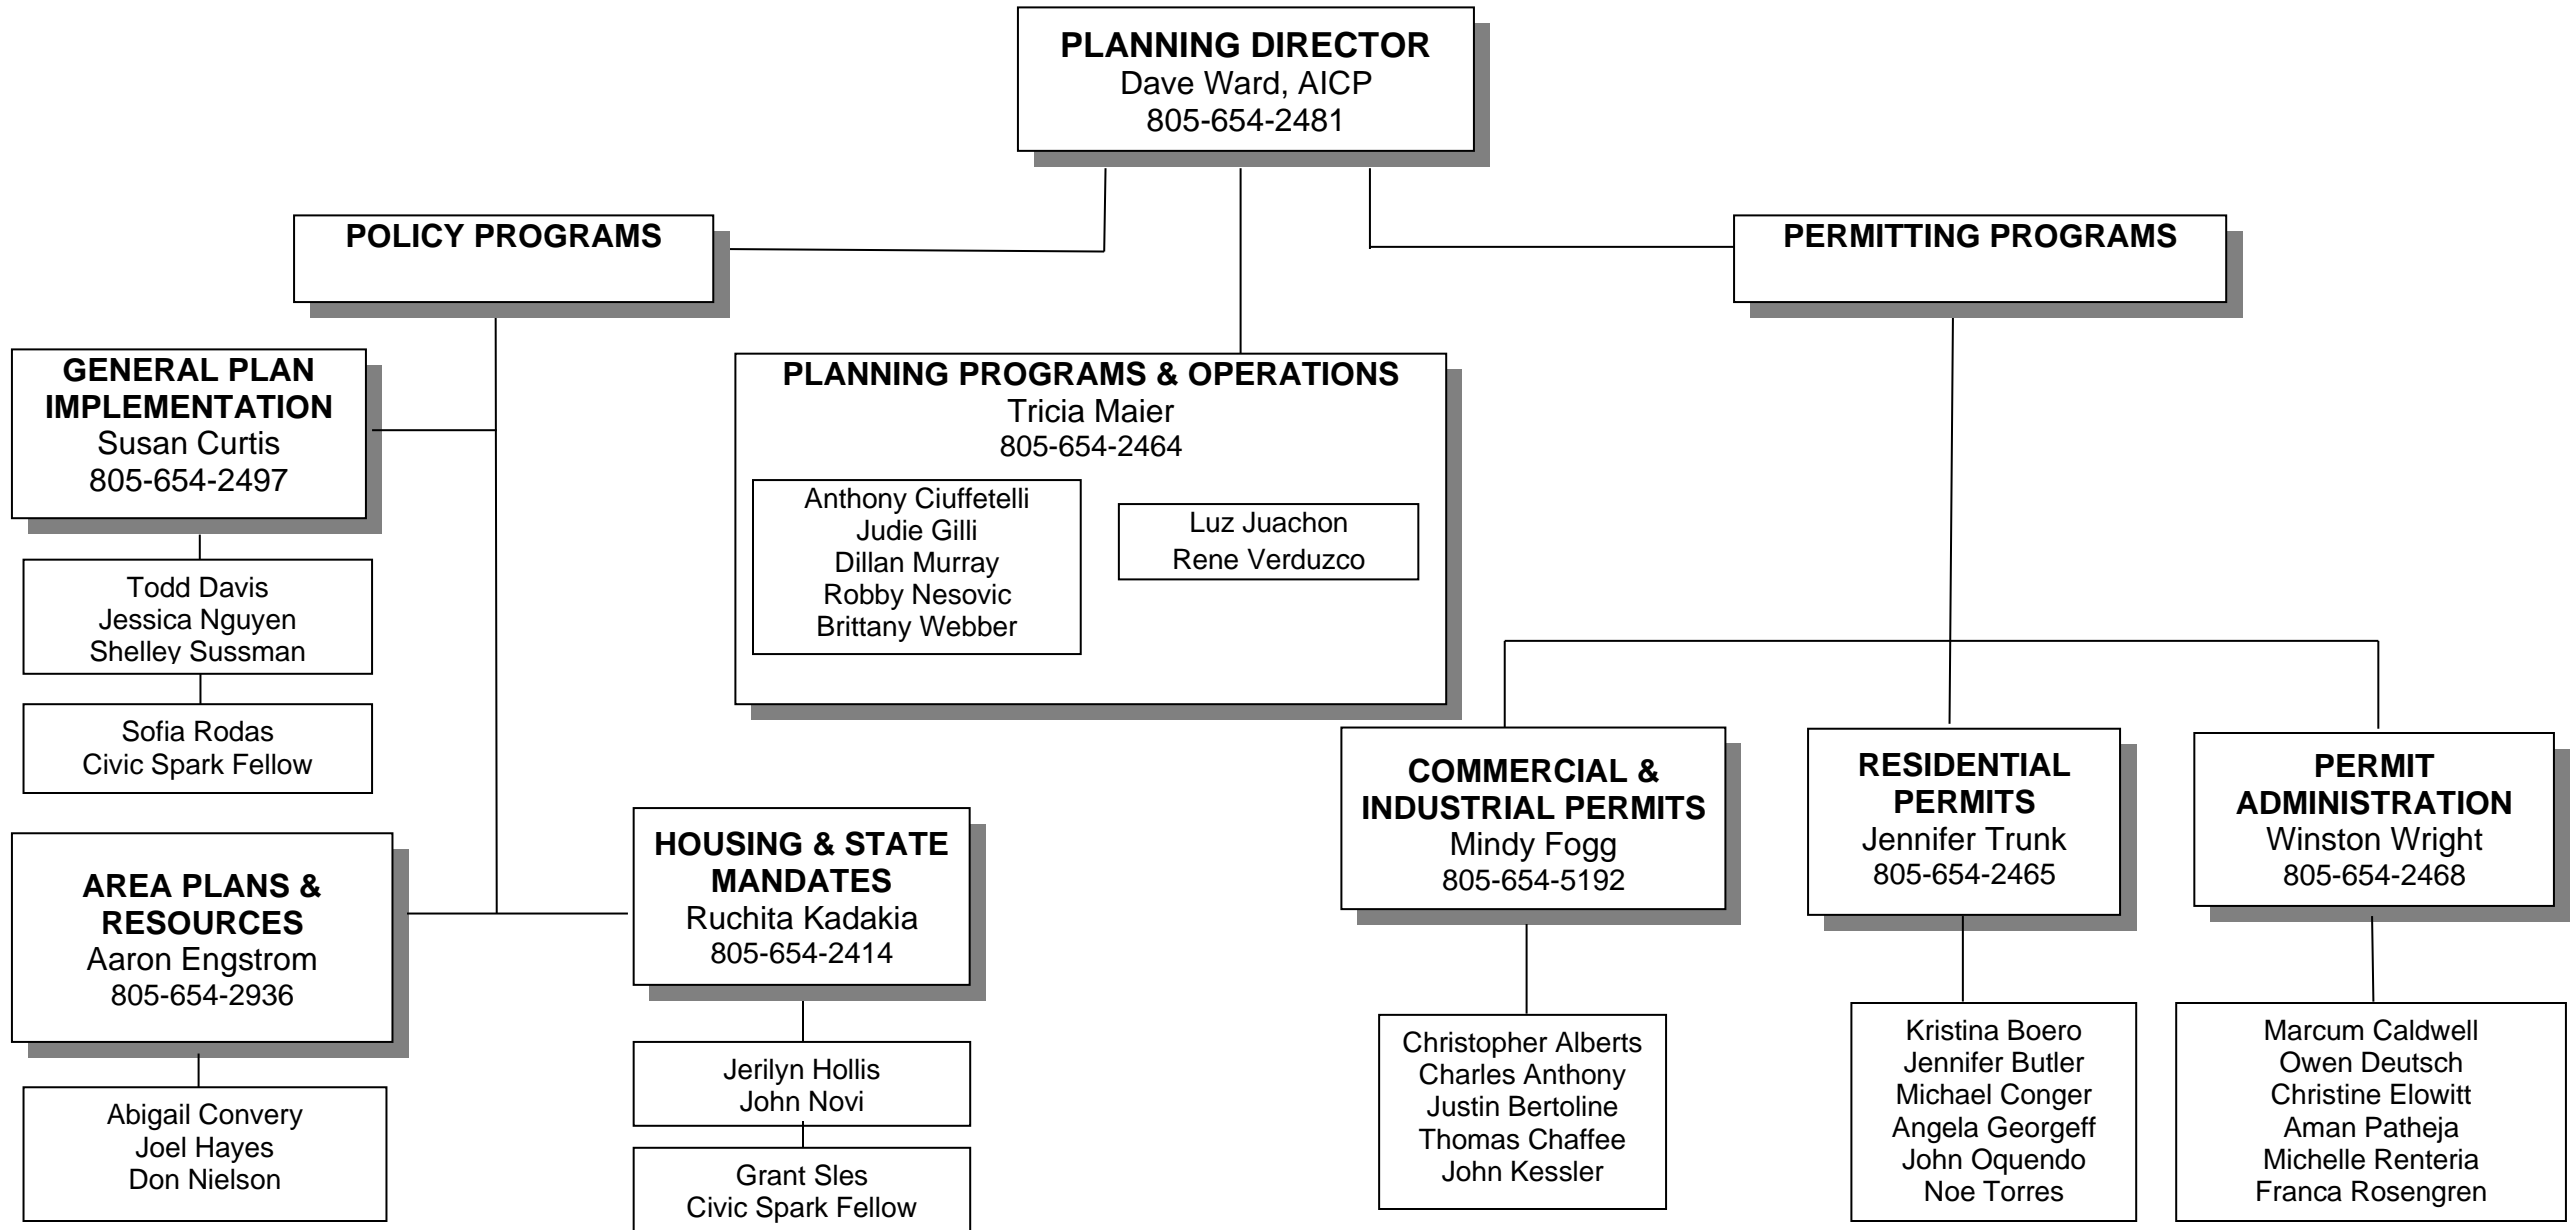 PLANNING DIRECTOR
Dave Ward, AICP
805-654-2481
POLICY PROGRAMS
PERMITTING PROGRAMS
GENERAL PLAN
IMPLEMENTATION
Susan Curtis
805-654-2497
Todd Davis
Jessica Nguyen
Shelley Sussman
Sofia Rodas
Civic Spark Fellow
PLANNING PROGRAMS & OPERATIONS
Tricia Maier
805-654-2464
Anthony Ciuffetelli
Judie Gilli
Dillan Murray
Robby Nesovic
Brittany Webber
Luz Juachon
Rene Verduzco
AREA PLANS &
RESOURCES
Aaron Engstrom
805-654-2936
Abigail Convery
Joel Hayes
Don Nielson
HOUSING & STATE
MANDATES
Ruchita Kadakia
805-654-2414
Jerilyn Hollis
John Novi
Grant Sles
Civic Spark Fellow
COMMERCIAL &
INDUSTRIAL PERMITS
Mindy Fogg
805-654-5192
Christopher Alberts
Charles Anthony
Justin Bertoline
Thomas Chaffee
John Kessler
RESIDENTIAL
PERMITS
Jennifer Trunk
805-654-2465
Kristina Boero
Jennifer Butler
Michael Conger
Angela Georgeff
John Oquendo
Noe Torres
PERMIT
ADMINISTRATION
Winston Wright
805-654-2468
Marcum Caldwell
Owen Deutsch
Christine Elowitt
Aman Patheja
Michelle Renteria
Franca Rosengren